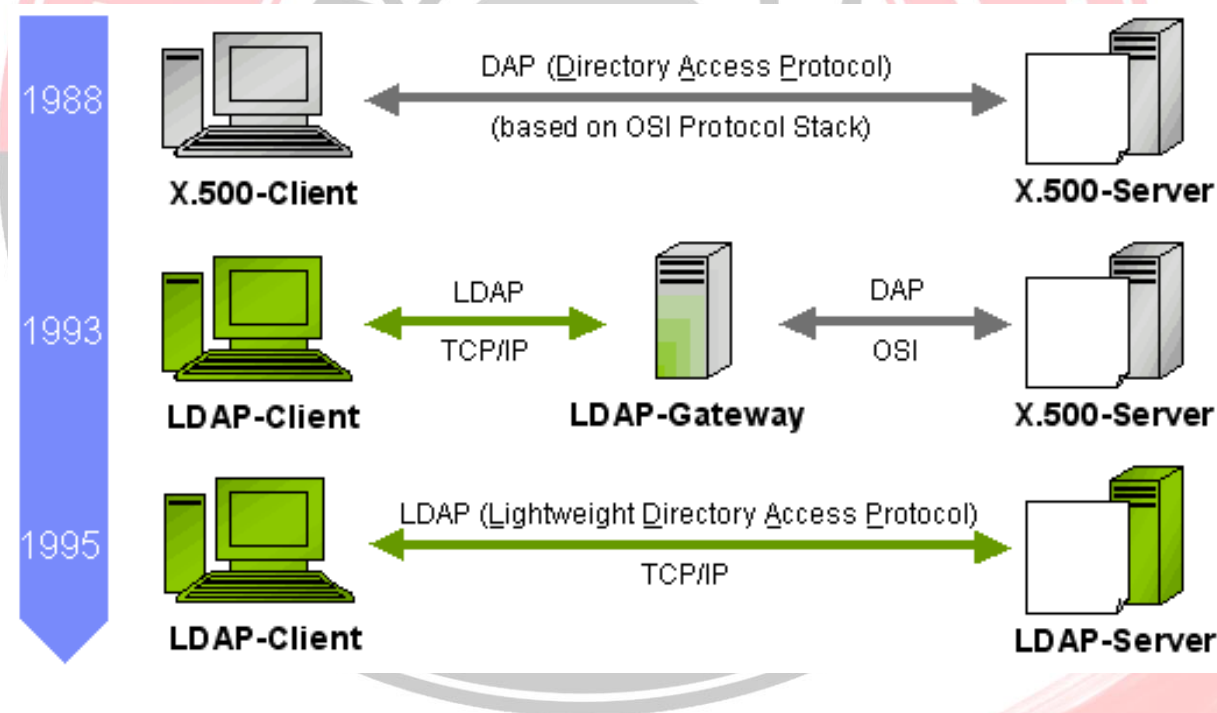 1988
DAP (Directory Access Protocol)
(based on OSI Protocol Stack)
X.500-Client
X.500-Server
1993
LDAP
TCP/IP
DAP
OSI
LDAP-Client
LDAP-Gateway
X.500-Server
1995
LDAP (Lightweight Directory Access Protocol)
TCP/IP
LDAP-Client
LDAP-Server